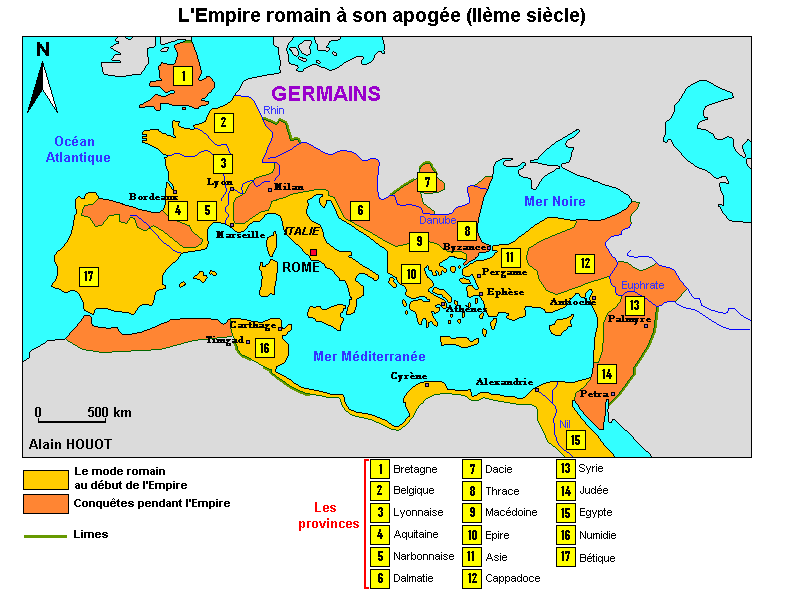 L'Empire romain à son apogée (IIème siècle)
N
1
GERMAINS
Rhin
2
Océan
Atlantique
3
Lyon
Milan
7
Bordeaux
4
5
6
Mer Noire
Danube
8
Marseille
ITALIE
9
Byzance
11
ROME
10
Pergame
12
17
Ephèse
Euphrate
Antioche
13
Athènes
Palmyre
Carthage
Timgad
16
Mer Méditerranée
Cyrène
Alexandrie
14
Petra
0 500 km
Nil
15
Alain HOUOT
Le mode romain
au début de l'Empire
Conquêtes pendant l'Empire
Limes
Les
provinces
1 Bretagne
2 Belgique
3 Lyonnaise
4 Aquitaine
5 Narbonnaise
6 Dalmatie
7 Dacie
8 Thrace
9 Macédoine
10 Epire
11 Asie
12 Cappadoce
13 Syrie
14 Judée
15 Egypte
16 Numidie
17 Bétique